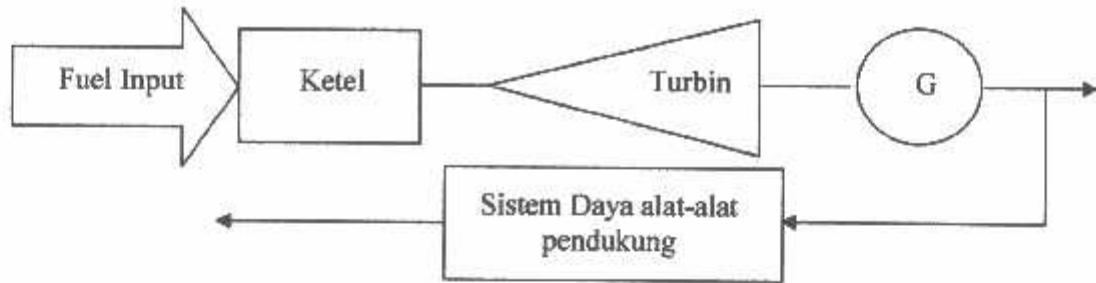 Fuel Input
Ketel
Turbin
G
Sistem Daya alat-alat
pendukung